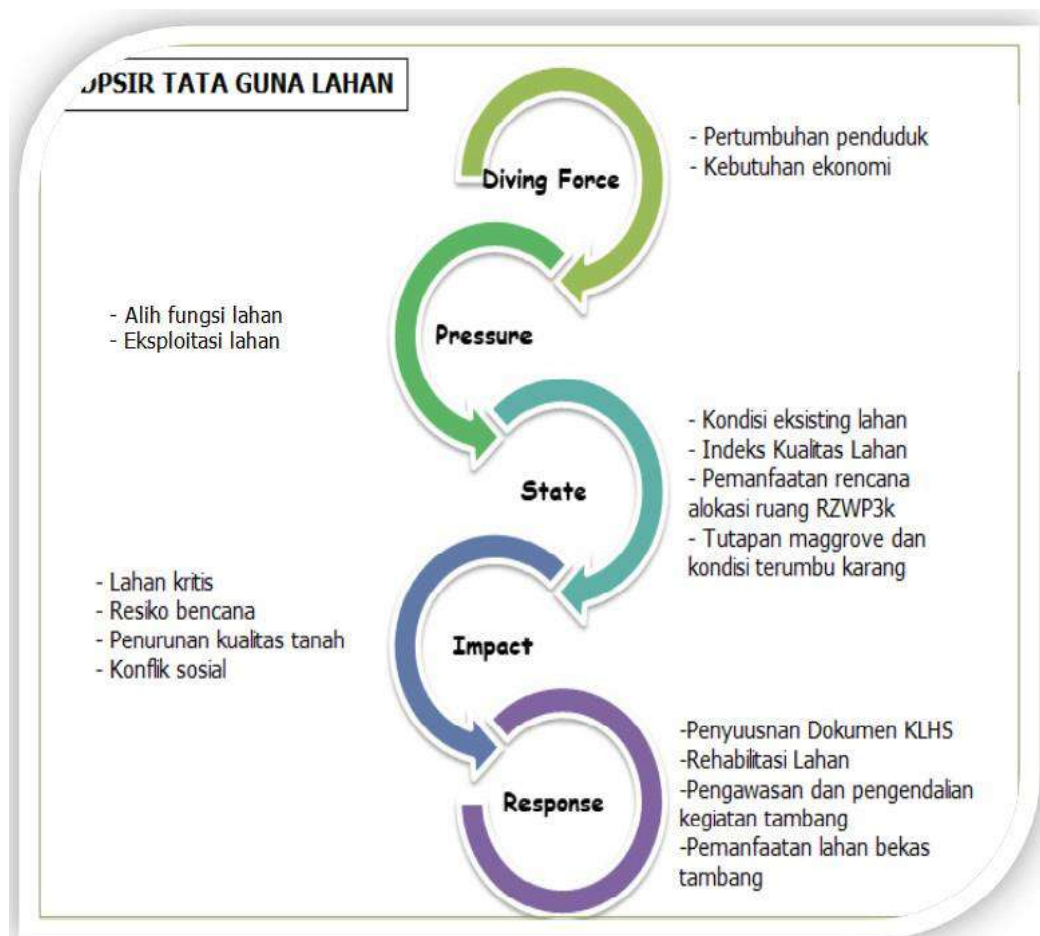 DPSIR TATA GUNA LAHAN
Diving Force
- Pertumbuhan penduduk
- Kebutuhan ekonomi
- Alih fungsi lahan
- Eksploitasi lahan
Pressure
State
- Kondisi eksisting lahan
- Indeks Kualitas Lahan
- Pemanfaatan rencana
alokasi ruang RZWP3k
- Tutapan maggrove dan
kondisi terumbu karang
- Lahan kritis
- Resiko bencana
- Penurunan kualitas tanah
- Konflik sosial
Impact
Response
-Penyuusnan Dokumen KLHS
-Rehabilitasi Lahan
-Pengawasan dan pengendalian
kegiatan tambang
-Pemanfaatan lahan bekas
tambang